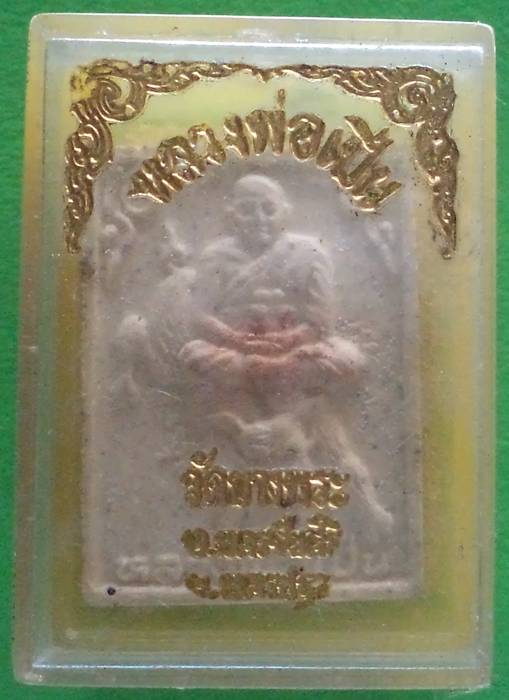 หลวงพ่อเปิ่น
วัดบางพระ
อ.นครชัยศรี
จ.นครปฐม